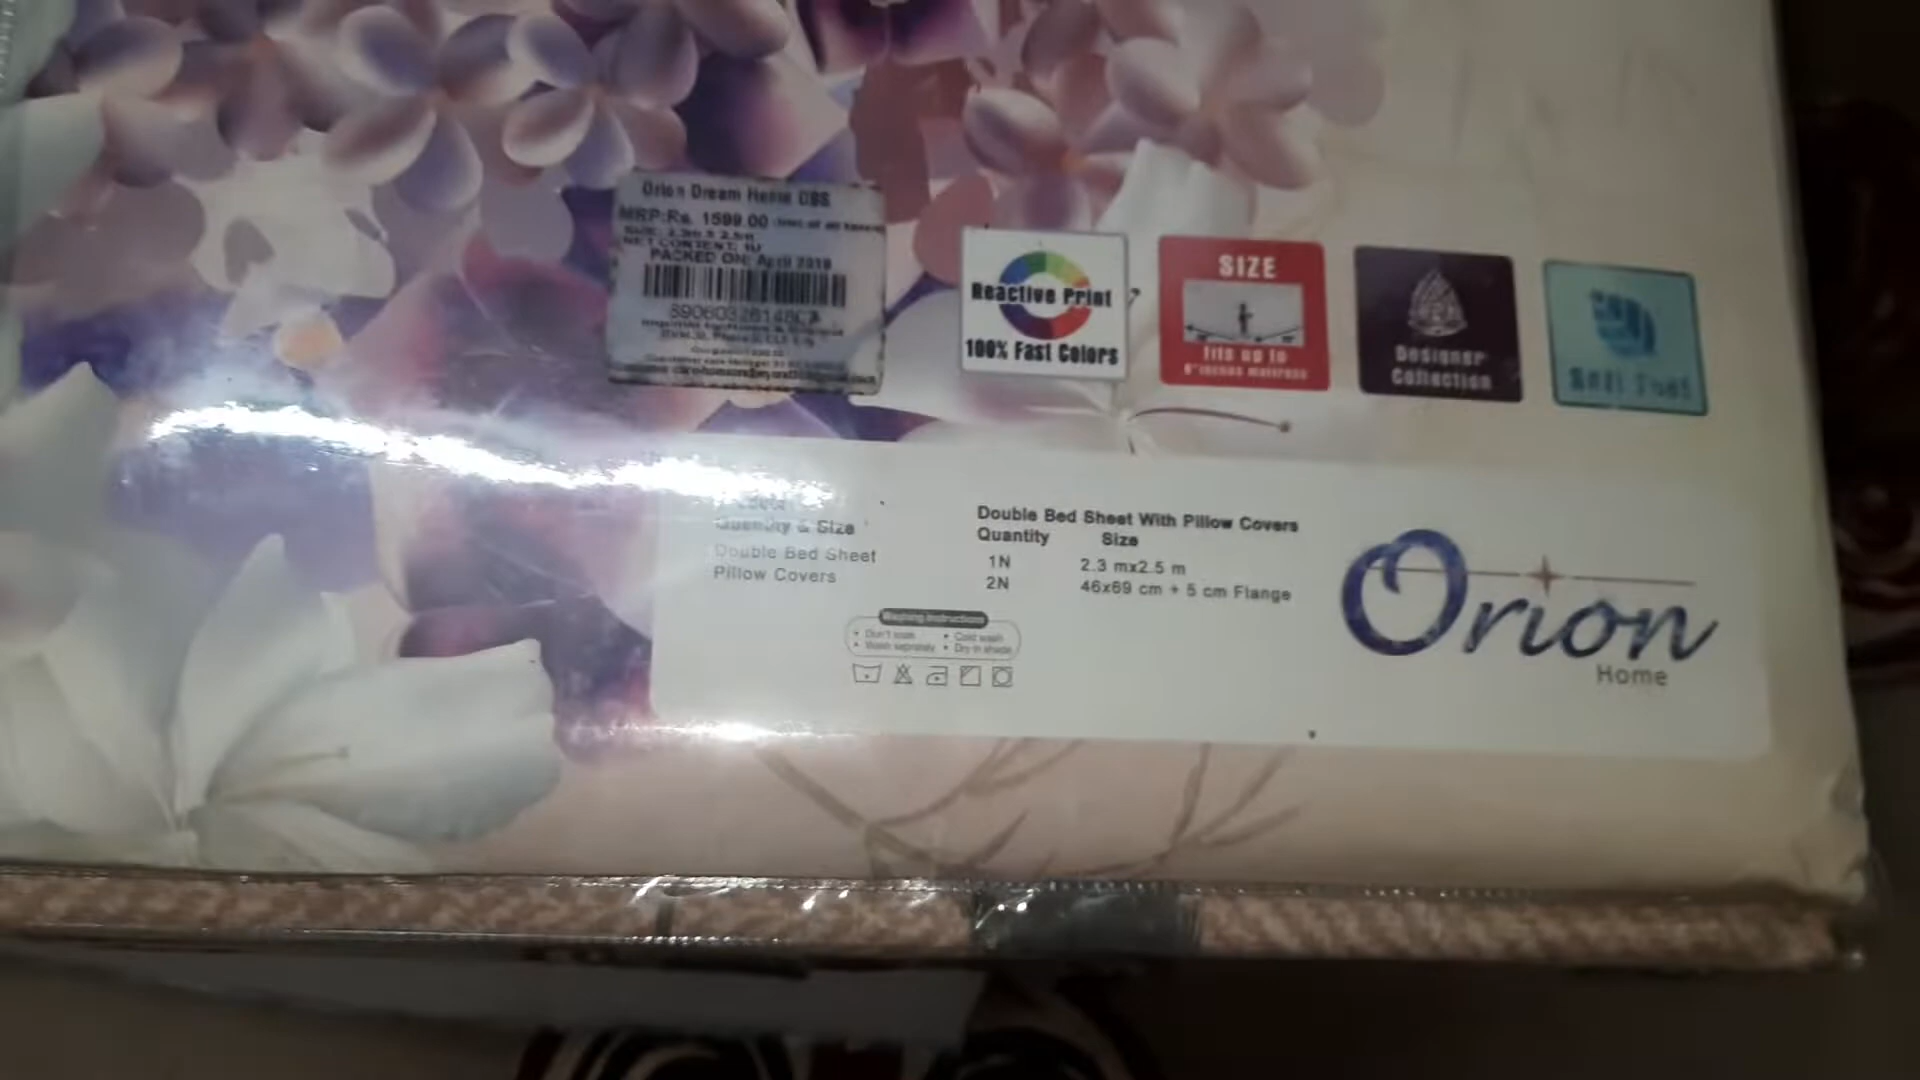 Orion Dream Home DBS
MRP:Rs. 1599.00
SIZE: 2.3m X 2.5m
NET CONTENT: 1U
PACKED ON: April 2019
Reactive Print
100% Fast Colors
SIZE
fits up to
8" inches mattress
Designer
Collection
Soft
Quantity & Size
Double Bed Sheet
Pillow Covers
Double Bed Sheet With Pillow Covers
Quantity Size
1N 2.3 mx2.5 m
2N 46x69 cm + 5 cm Flange
Washing Instructions
• Don't soak • Cold wash
• Wash seprately • Dry in shade
Orion
Home